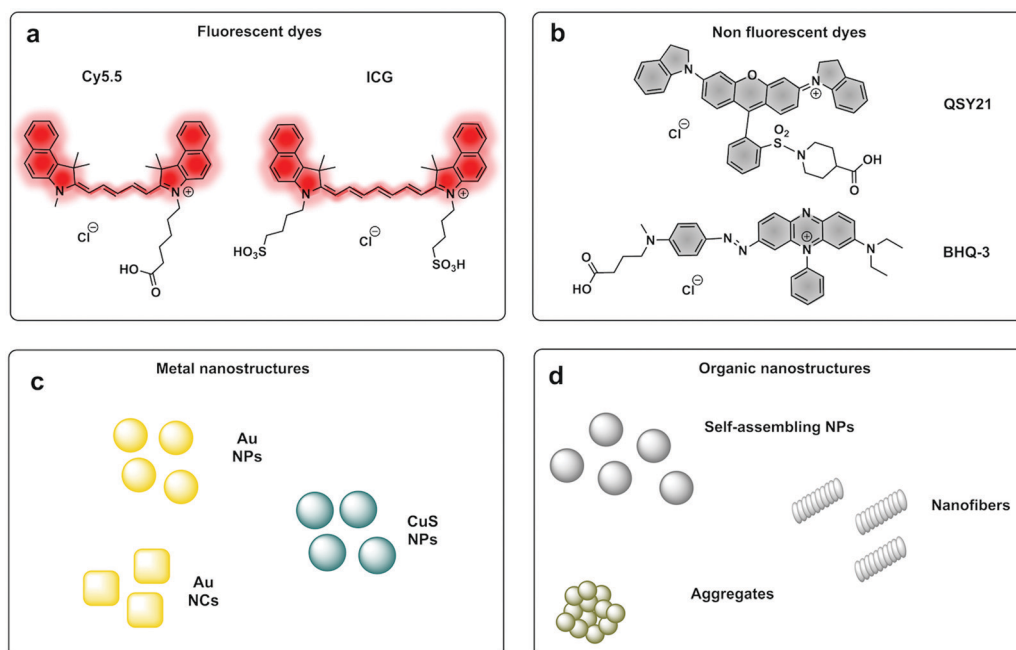 a
Fluorescent dyes
Cy5.5
ICG
N
N
⊕
Cl⊖
HO
O
N
N
⊕
HO3S
Cl⊖
SO3H
b
Non fluorescent dyes
N
O
N
⊕
QSY21
Cl⊖
O2
S
N
OH
O
N
N
N
N
⊕
N
N
BHQ-3
O
HO
Cl⊖
c
Metal nanostructures
Au
NPs
CuS
NPs
Au
NCs
d
Organic nanostructures
Self-assembling NPs
Nanofibers
Aggregates